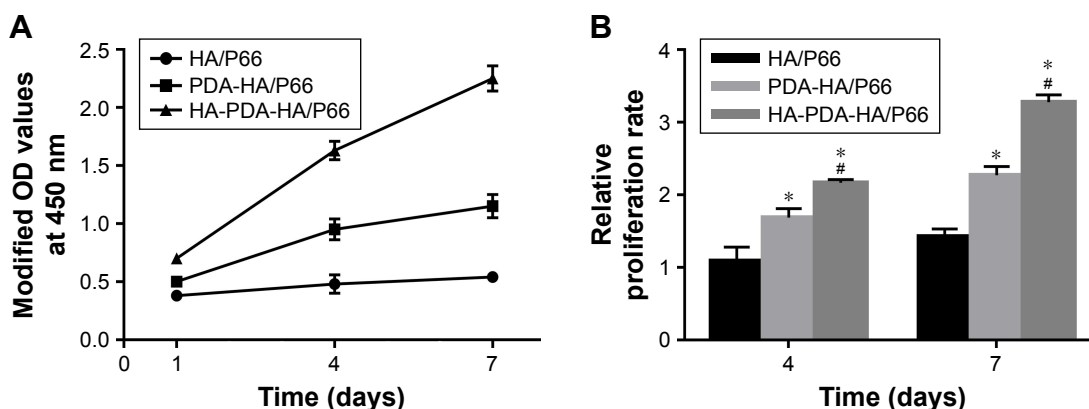 A
2.5
2.0
1.5
1.0
0.5
0.0
Modified OD values
at 450 nm
HA/P66
PDA-HA/P66
HA-PDA-HA/P66
0
1
4
7
Time (days)
B
4
3
2
1
0
Relative
proliferation rate
HA/P66
PDA-HA/P66
HA-PDA-HA/P66
*
*
#
*
*
#
4
7
Time (days)